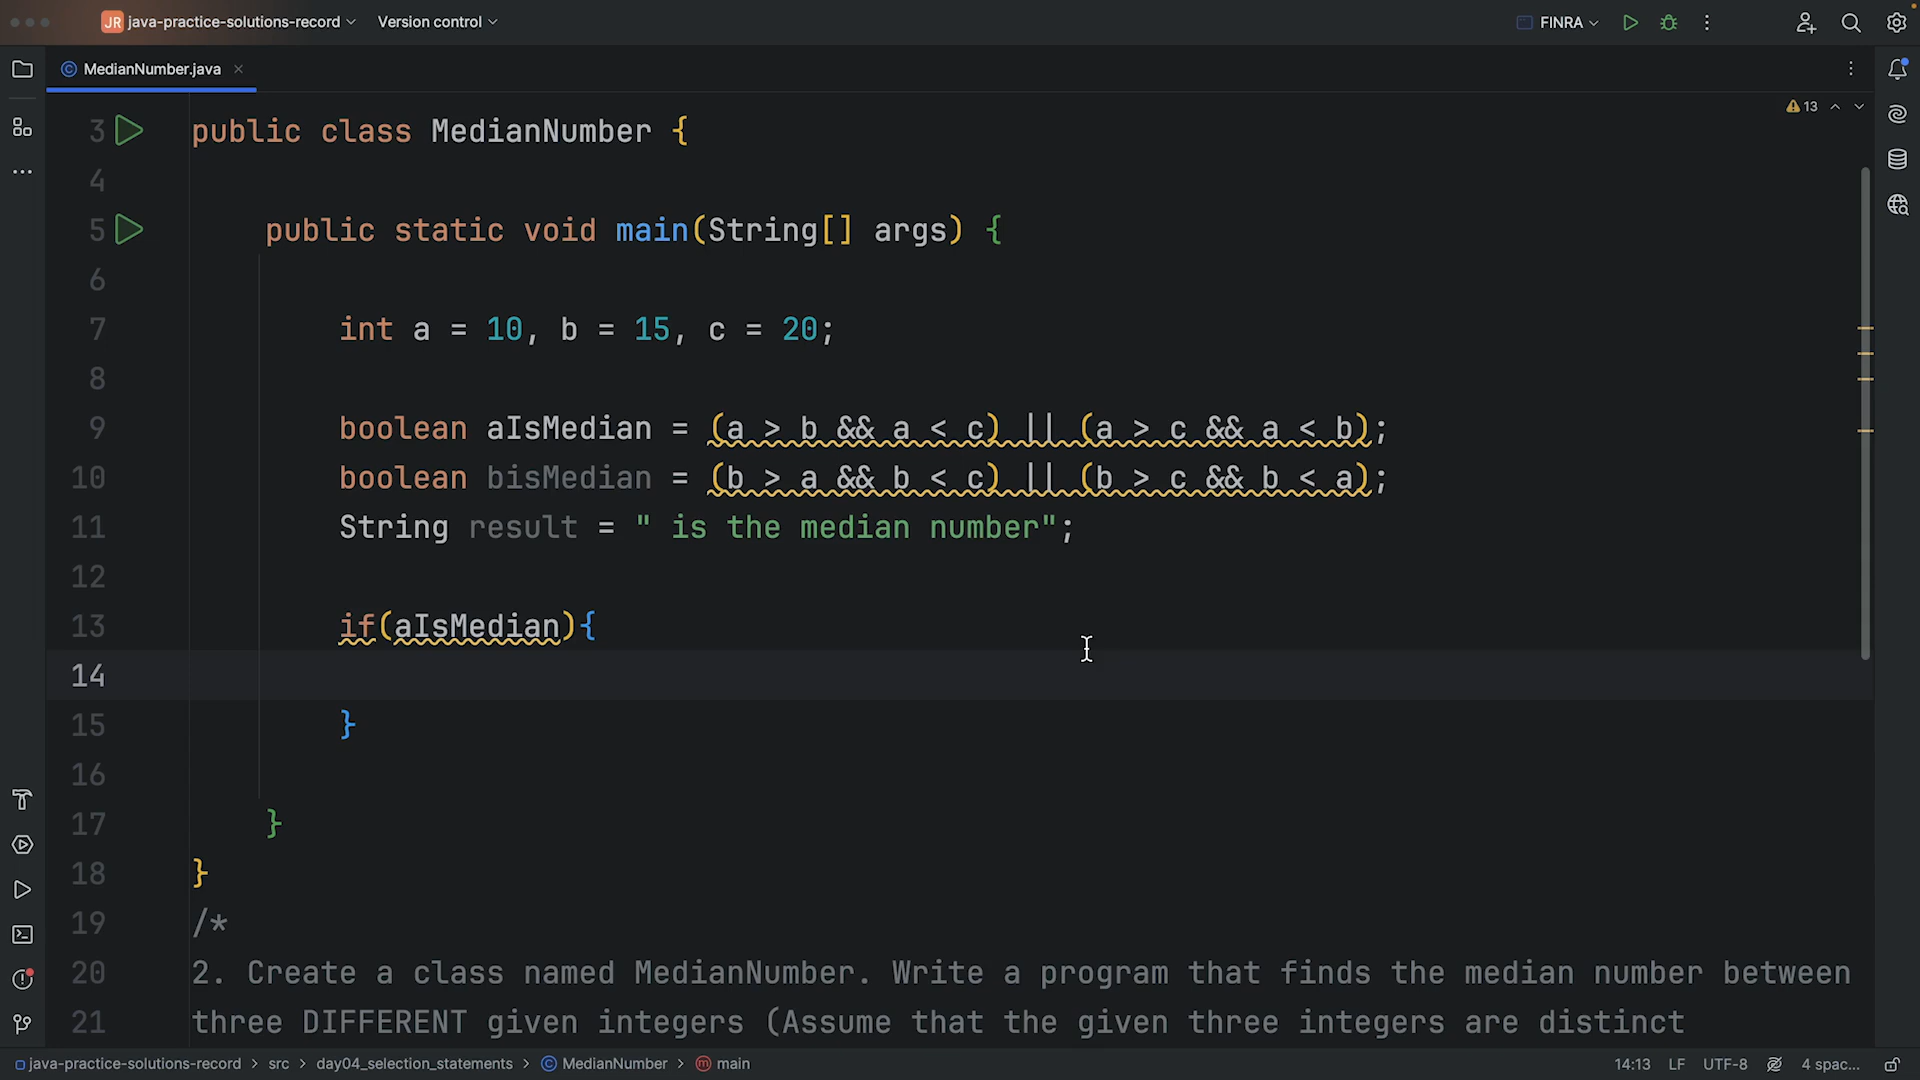 JR java-practice-solutions-record Version control FINRA
MedianNumber.java
13
3 public class MedianNumber {
4
5 public static void main(String[] args) {
6
7 int a = 10, b = 15, c = 20;
8
9 boolean aIsMedian = (a > b && a < c) || (a > c && a < b);
10 boolean bisMedian = (b > a && b < c) || (b > c && b < a);
11 String result = " is the median number";
12
13 if(aIsMedian){
14
15 }
16
17 }
18 }
19 /*
20 2. Create a class named MedianNumber. Write a program that finds the median number between
21 three DIFFERENT given integers (Assume that the given three integers are distinct
java-practice-solutions-record > src > day04_selection_statements > MedianNumber > main 14:13 LF UTF-8 4 spac...